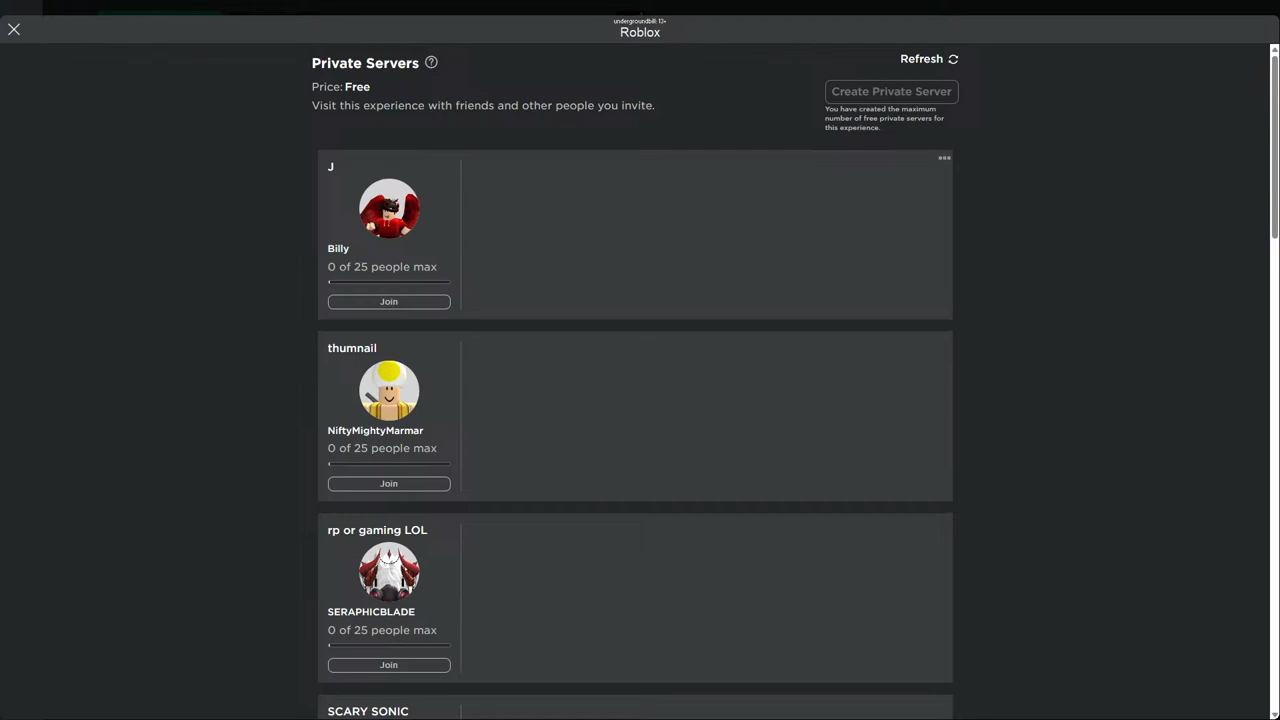 undergroundbill: 13+
Roblox
Private Servers
Refresh
Price: Free
Create Private Server
Visit this experience with friends and other people you invite.
You have created the maximum
number of free private servers for
this experience.
J
Billy
0 of 25 people max
Join
thumnail
NiftyMightyMarmar
0 of 25 people max
Join
rp or gaming LOL
SERAPHICBLADE
0 of 25 people max
Join
SCARY SONIC